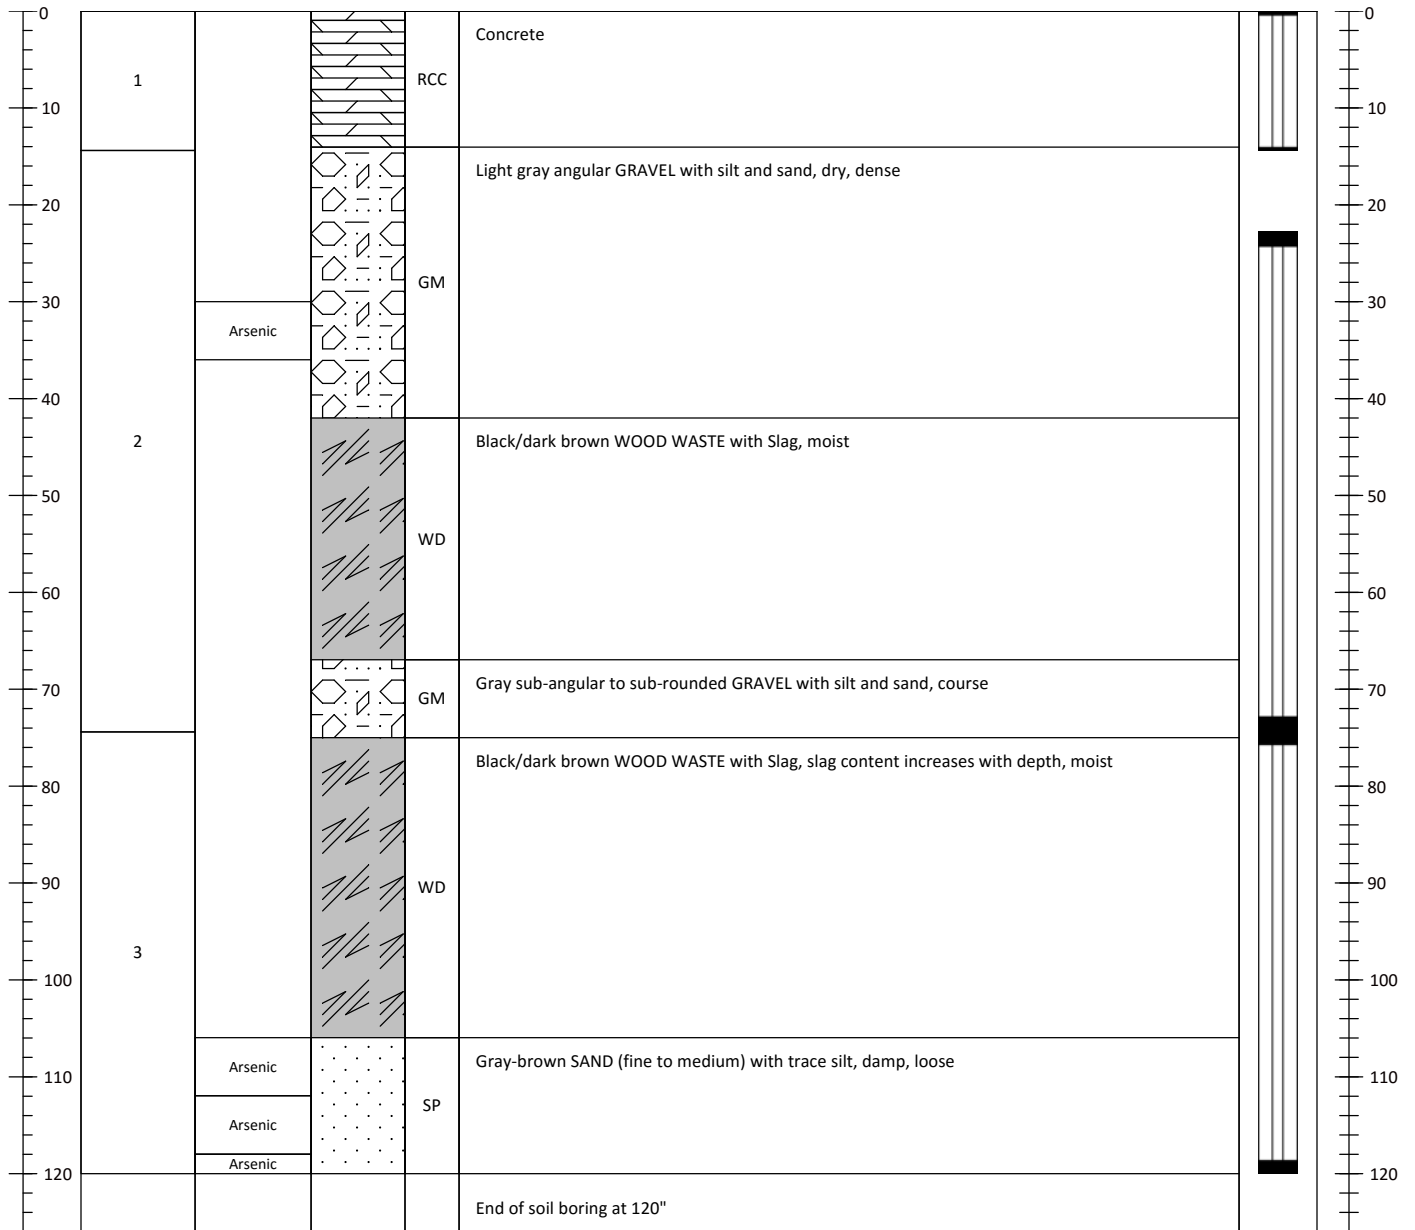 0
0
Concrete
1
RCC
10
10
Light gray angular GRAVEL with silt and sand, dry, dense
20
20
GM
30
30
Arsenic
40
40
2
Black/dark brown WOOD WASTE with Slag, moist
50
50
WD
60
60
Gray sub-angular to sub-rounded GRAVEL with silt and sand, course
70
70
GM
Black/dark brown WOOD WASTE with Slag, slag content increases with depth, moist
80
80
90
90
WD
3
100
100
Arsenic
Gray-brown SAND (fine to medium) with trace silt, damp, loose
110
110
SP
Arsenic
Arsenic
120
120
End of soil boring at 120"